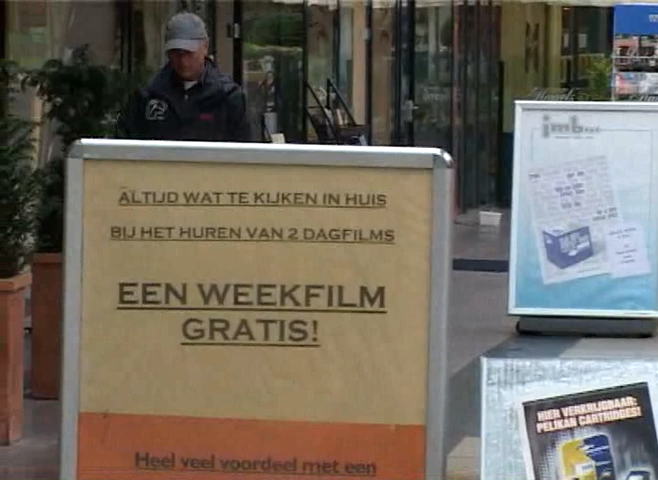 ALTIJD WAT TE KIJKEN IN HUIS
BIJ HET HUREN VAN 2 DAGFILMS
EEN WEEKFILM
GRATIS!
Heel veel voordeel met een
jmb
HIER VERKRIJGBAAR:
PELIKAN CARTRIDGES!